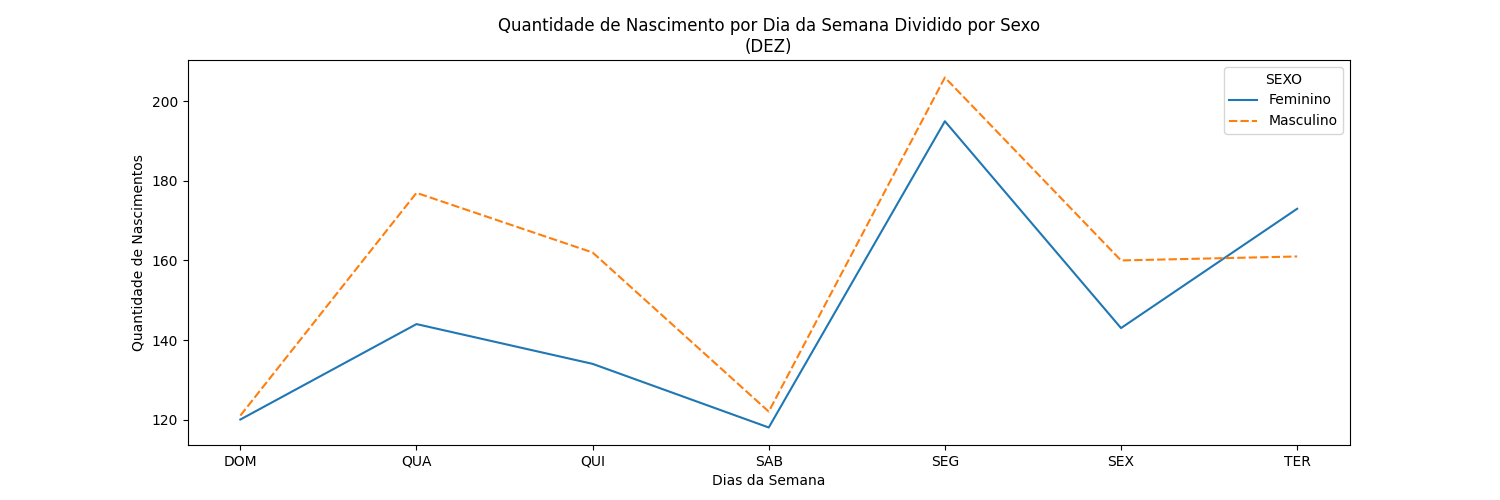 Quantidade de Nascimento por Dia da Semana Dividido por Sexo
(DEZ)
SEXO
Feminino
Masculino
Quantidade de Nascimentos
200
180
160
140
120
DOM QUA QUI SAB SEG SEX TER
Dias da Semana